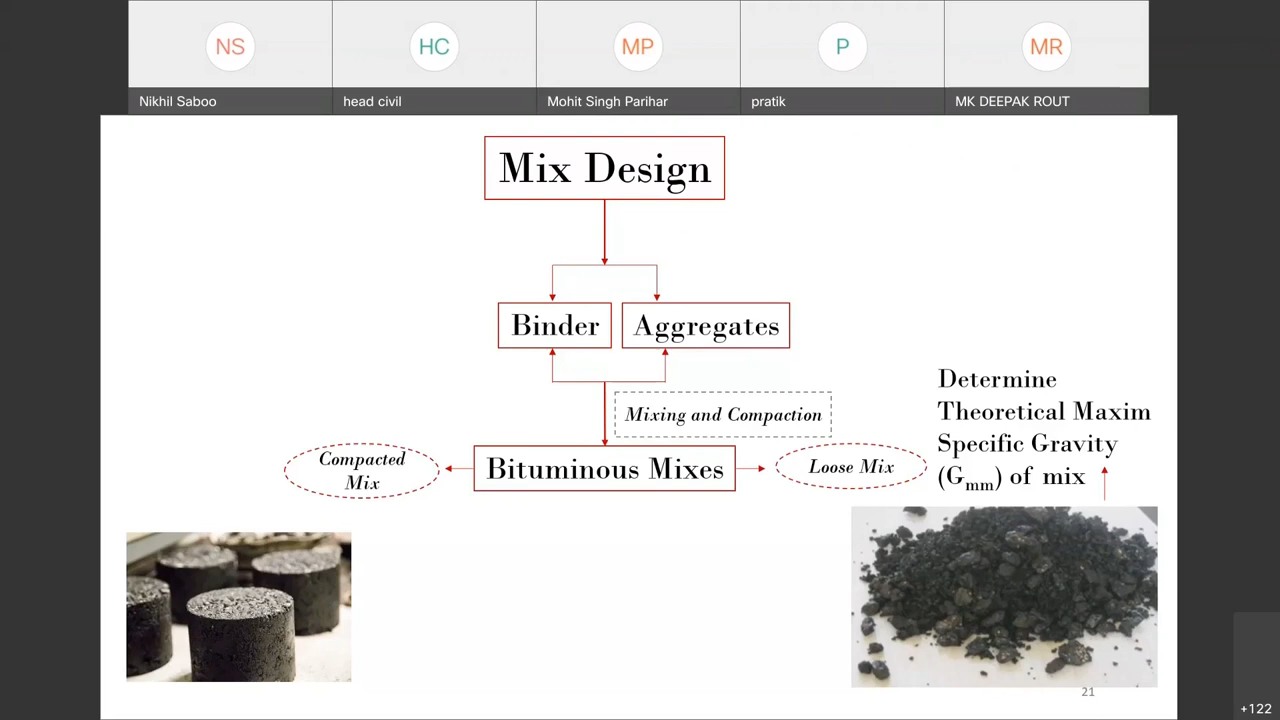 NS
HC
MP
P
MR
Nikhil Saboo
head civil
Mohit Singh Parihar
pratik
MK DEEPAK ROUT
Mix Design
Binder
Aggregates
Mixing and Compaction
Bituminous Mixes
Compacted
Mix
Loose Mix
Determine
Theoretical Maxim
Specific Gravity
(Gmm) of mix
21
+122